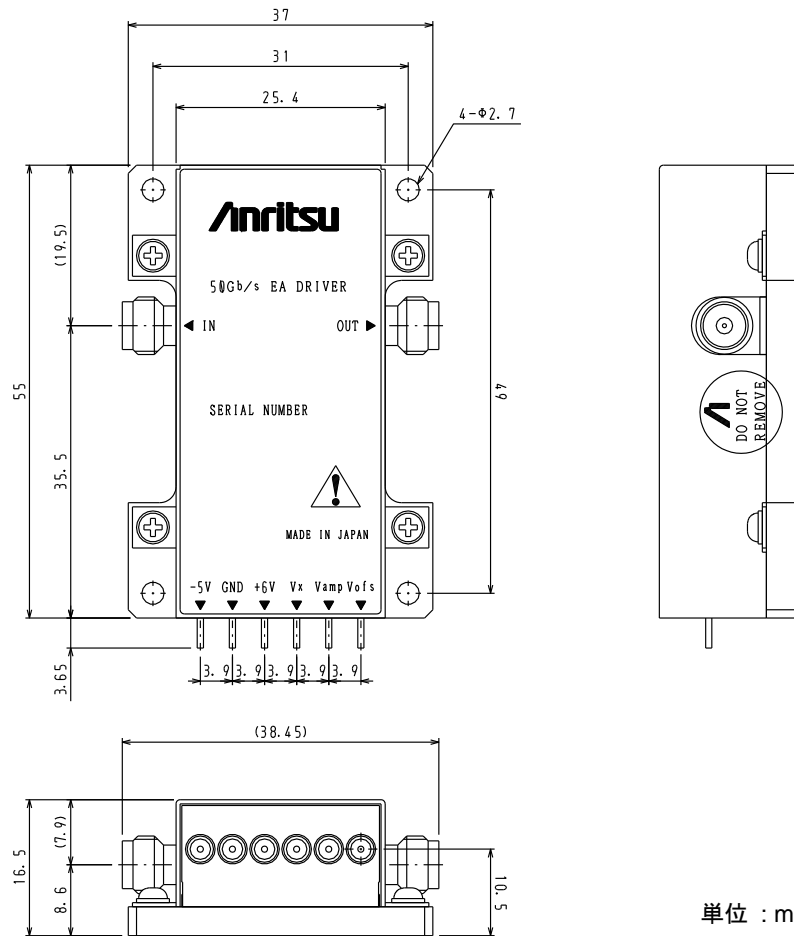 37
31
25.4
4-Φ2.7
(19.5)
55
35.5
49
3.65
Anritsu
50Gb/s EA DRIVER
◀ IN OUT ▶
SERIAL NUMBER
!
MADE IN JAPAN
-5V GND +6V Vx Vamp Vofs
3.9 3.9 3.9 3.9 3.9
DO NOT
REMOVE
(38.45)
16.5
(7.9)
8.6
10.5
単位 : m